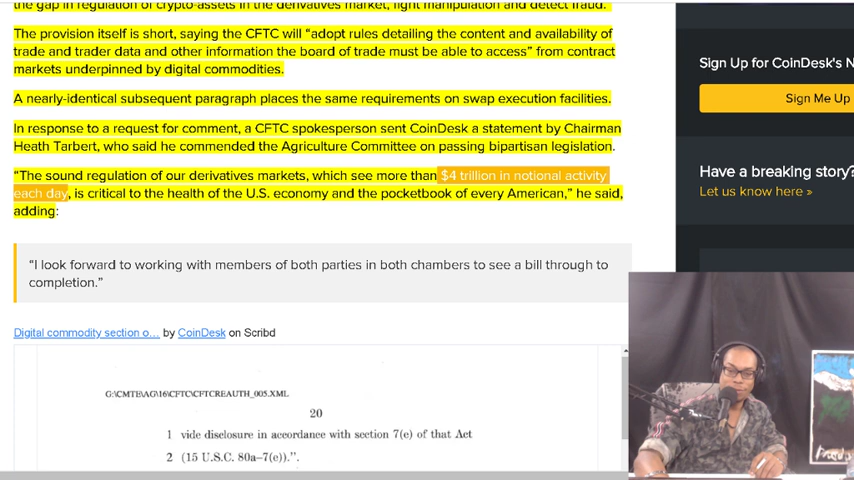 the gap in regulation of crypto-assets in the derivatives market, fight manipulation and detect fraud.
The provision itself is short, saying the CFTC will “adopt rules detailing the content and availability of
trade and trader data and other information the board of trade must be able to access” from contract
markets underpinned by digital commodities.
A nearly-identical subsequent paragraph places the same requirements on swap execution facilities.
In response to a request for comment, a CFTC spokesperson sent CoinDesk a statement by Chairman
Heath Tarbert, who said he commended the Agriculture Committee on passing bipartisan legislation.
“The sound regulation of our derivatives markets, which see more than $4 trillion in notional activity
each day, is critical to the health of the U.S. economy and the pocketbook of every American,” he said,
adding:
“I look forward to working with members of both parties in both chambers to see a bill through to
completion.”
Digital commodity section o... by CoinDesk on Scribd
G:\CMTE\AG\16\CFTC\CFTCREAUTH_005.XML
20
1 vide disclosure in accordance with section 7(e) of that Act
2 (15 U.S.C. 80a–7(e)).”.
Sign Up for CoinDesk's N
Sign Me Up
Have a breaking story?
Let us know here »